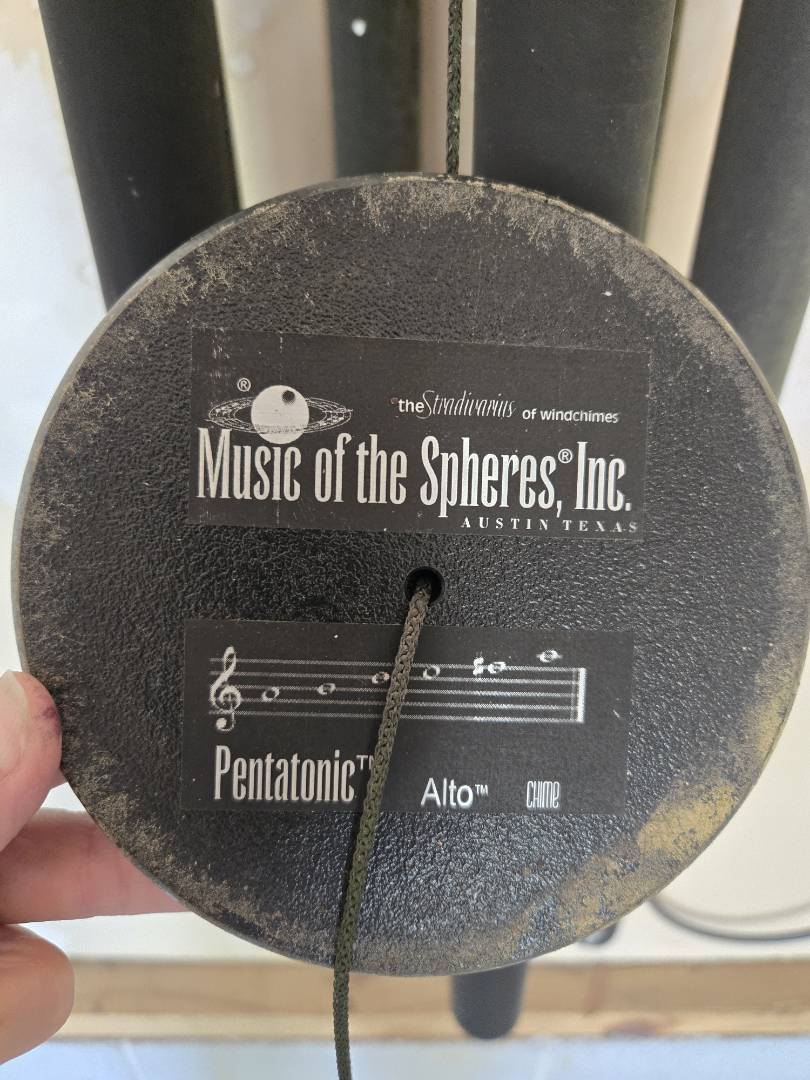 ®
the Stradivarius of windchimes
Music of the Spheres,® Inc.
AUSTIN TEXAS
Pentatonic™ Alto™ CHIME